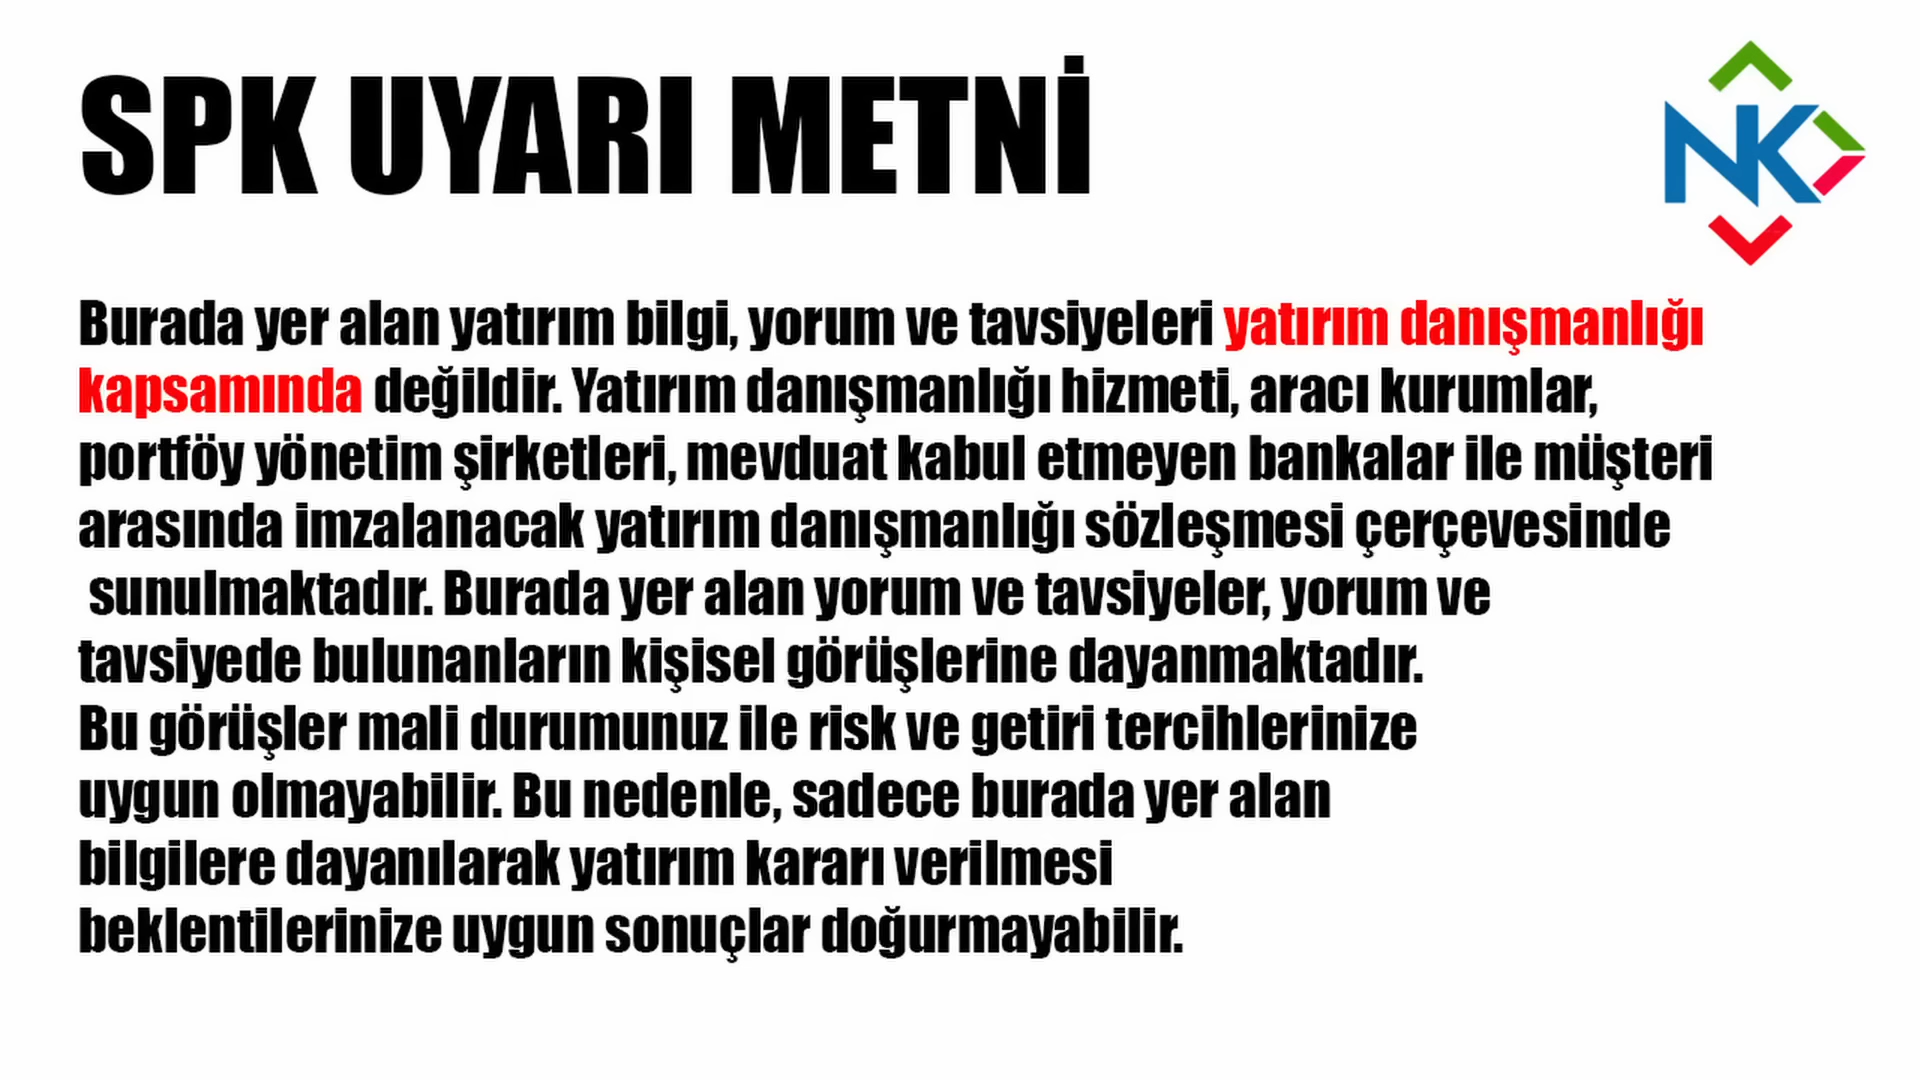 SPK UYARI METNİ
NK
Burada yer alan yatırım bilgi, yorum ve tavsiyeleri yatırım danışmanlığı
kapsamında değildir. Yatırım danışmanlığı hizmeti, aracı kurumlar,
portföy yönetim şirketleri, mevduat kabul etmeyen bankalar ile müşteri
arasında imzalanacak yatırım danışmanlığı sözleşmesi çerçevesinde
sunulmaktadır. Burada yer alan yorum ve tavsiyeler, yorum ve
tavsiyede bulunanların kişisel görüşlerine dayanmaktadır.
Bu görüşler mali durumunuz ile risk ve getiri tercihlerinize
uygun olmayabilir. Bu nedenle, sadece burada yer alan
bilgilere dayanılarak yatırım kararı verilmesi
beklentilerinize uygun sonuçlar doğurmayabilir.